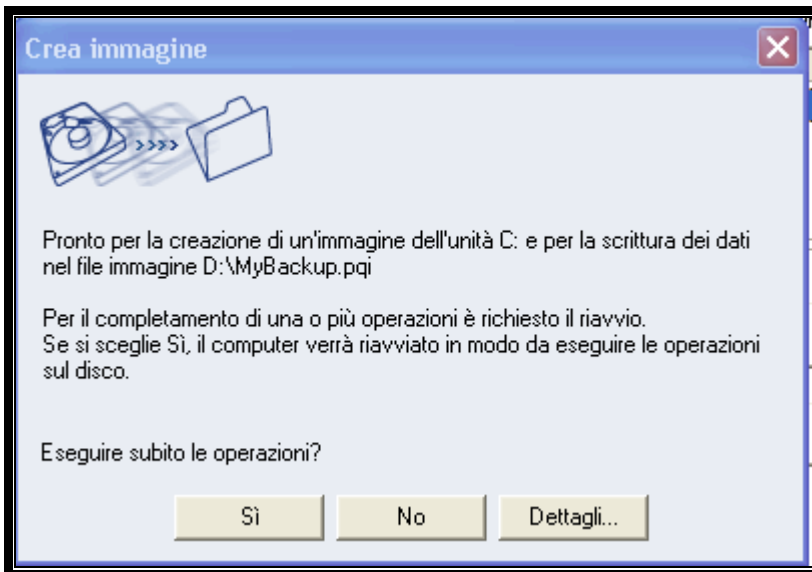 Crea immagine
Pronto per la creazione di un'immagine dell'unità C: e per la scrittura dei dati
nel file immagine D:\MyBackup.pqi
Per il completamento di una o più operazioni è richiesto il riavvio.
Se si sceglie Sì, il computer verrà riavviato in modo da eseguire le operazioni
sul disco.
Eseguire subito le operazioni?
Sì
No
Dettagli...